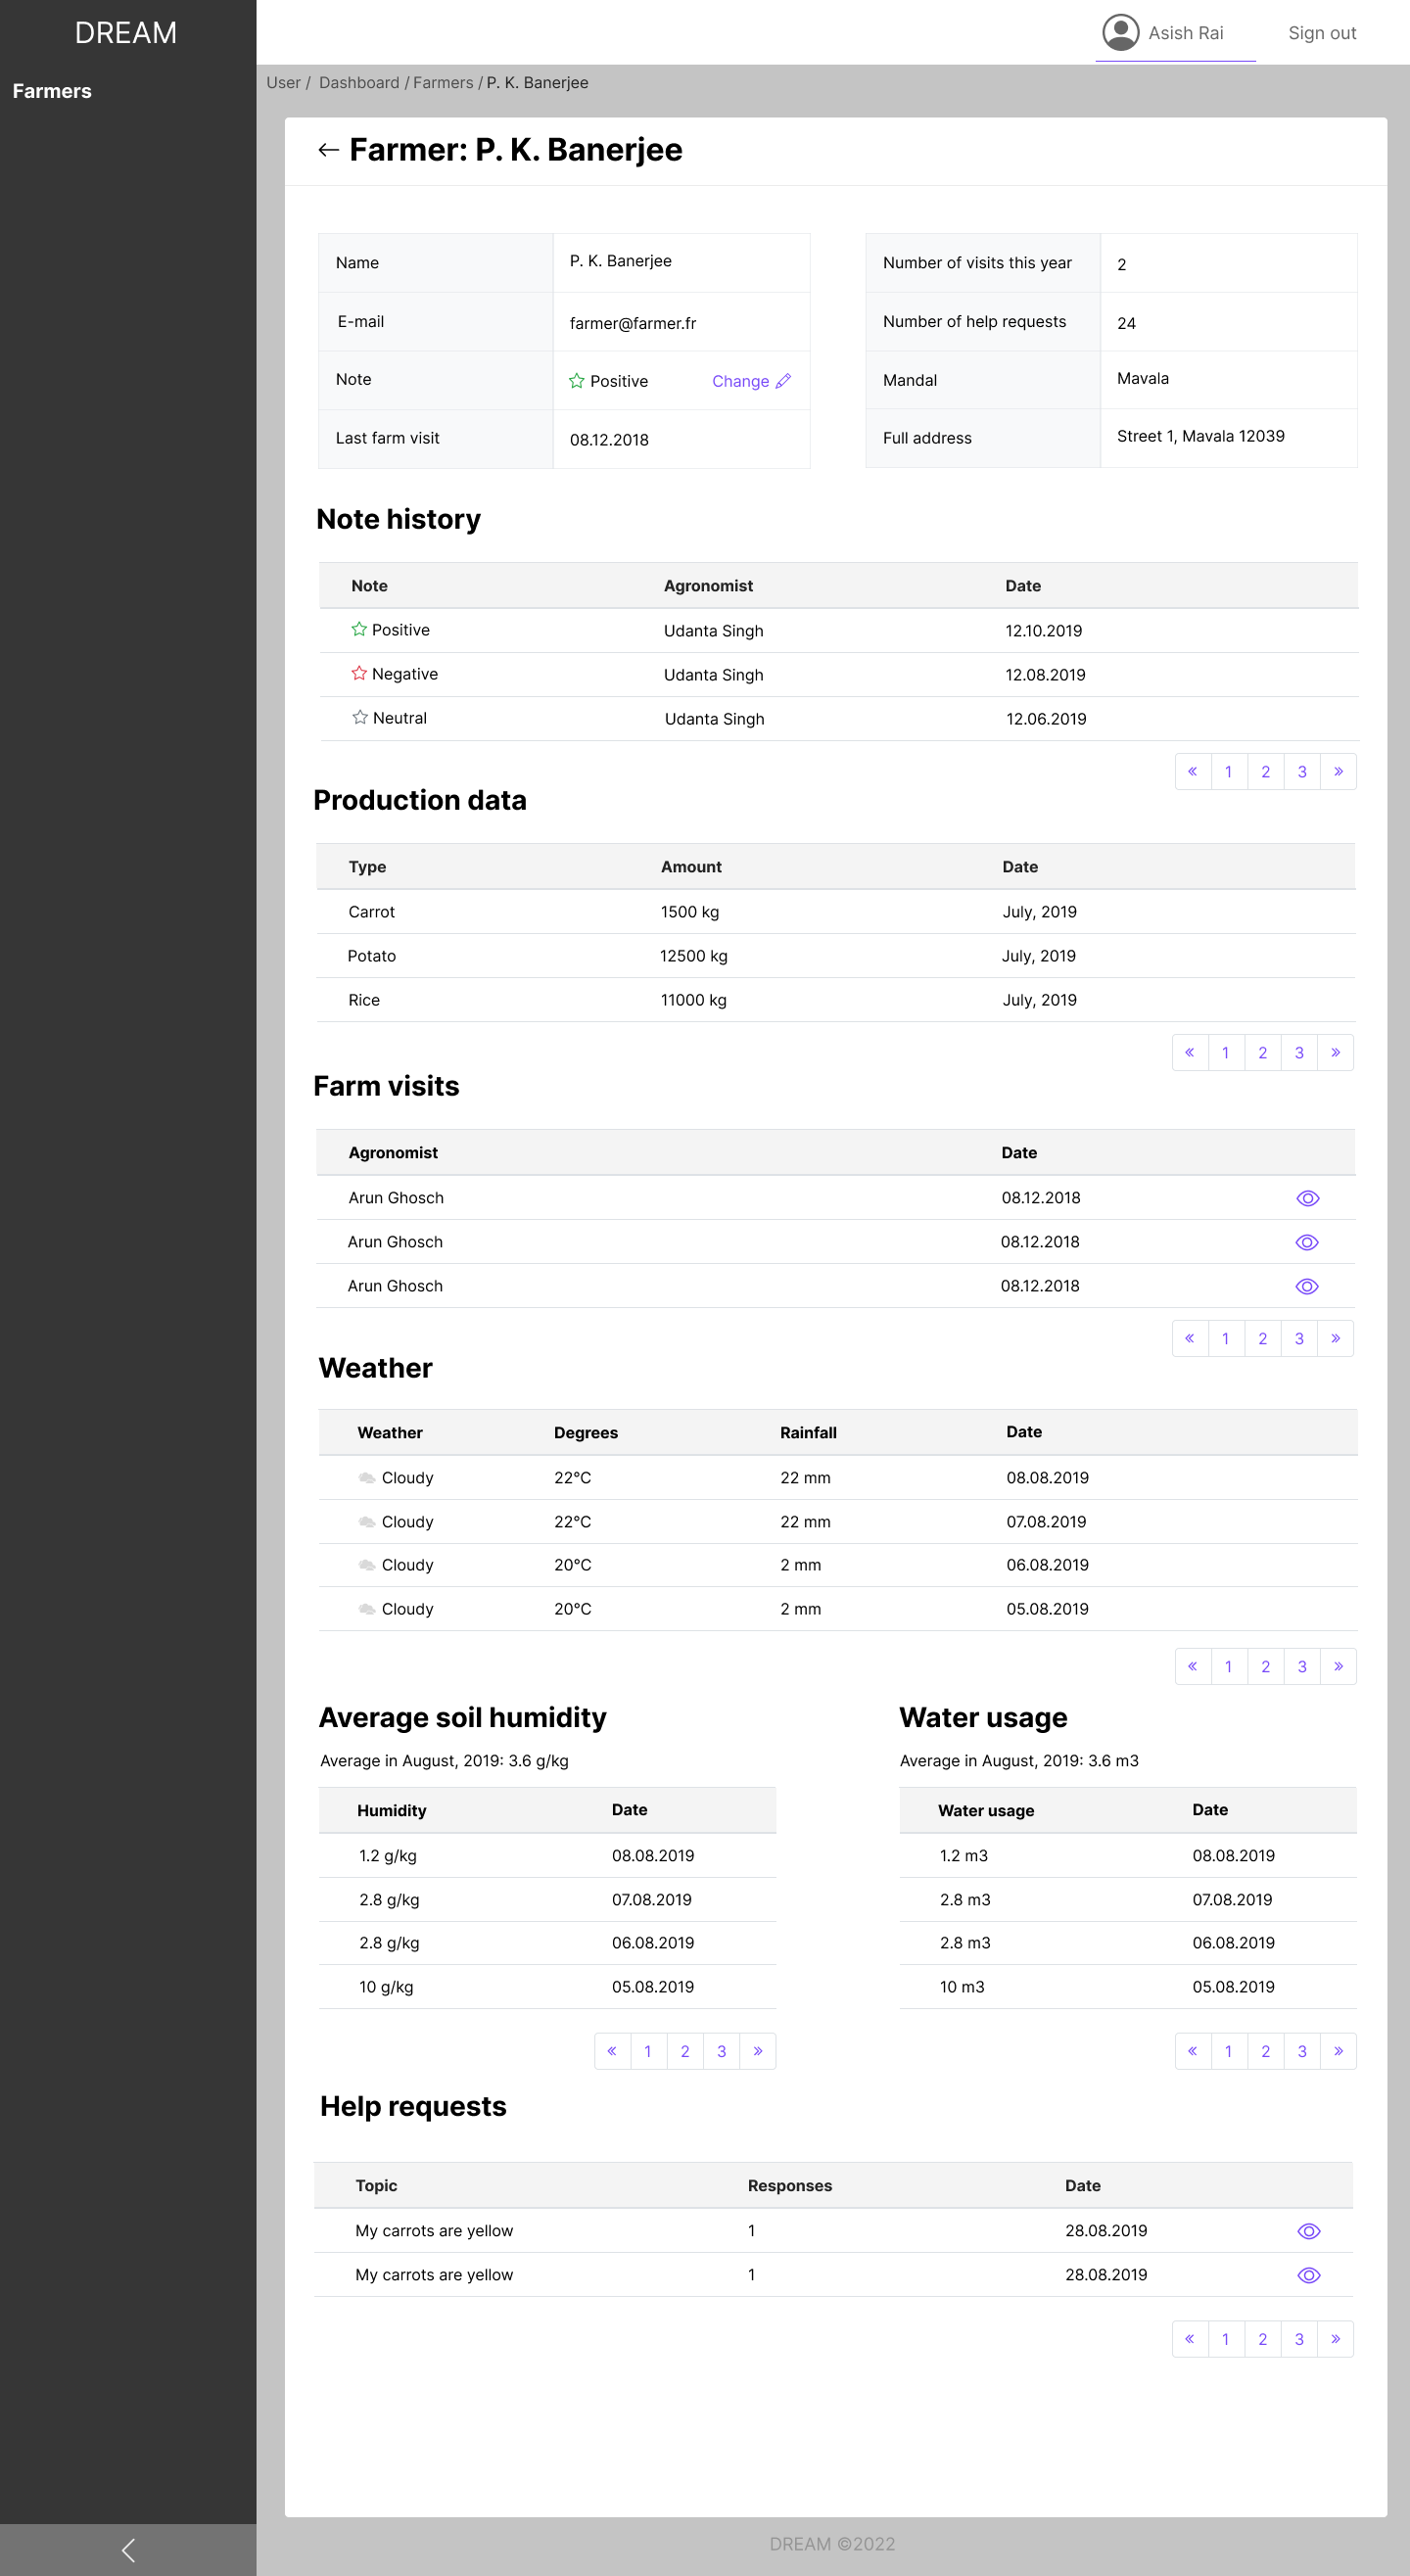 DREAM
Asish Rai
Sign out
Farmers
User / Dashboard / Farmers / P. K. Banerjee
Farmer: P. K. Banerjee
Name P. K. Banerjee
E-mail farmer@farmer.fr
Note Positive Change
Last farm visit 08.12.2018
Number of visits this year 2
Number of help requests 24
Mandal Mavala
Full address Street 1, Mavala 12039
Note history
Note Agronomist Date
Positive Udanta Singh 12.10.2019
Negative Udanta Singh 12.08.2019
Neutral Udanta Singh 12.06.2019
« 1 2 3 »
Production data
Type Amount Date
Carrot 1500 kg July, 2019
Potato 12500 kg July, 2019
Rice 11000 kg July, 2019
« 1 2 3 »
Farm visits
Agronomist Date
Arun Ghosch 08.12.2018
Arun Ghosch 08.12.2018
Arun Ghosch 08.12.2018
« 1 2 3 »
Weather
Weather Degrees Rainfall Date
Cloudy 22°C 22 mm 08.08.2019
Cloudy 22°C 22 mm 07.08.2019
Cloudy 20°C 2 mm 06.08.2019
Cloudy 20°C 2 mm 05.08.2019
« 1 2 3 »
Average soil humidity
Average in August, 2019: 3.6 g/kg
Humidity Date
1.2 g/kg 08.08.2019
2.8 g/kg 07.08.2019
2.8 g/kg 06.08.2019
10 g/kg 05.08.2019
« 1 2 3 »
Water usage
Average in August, 2019: 3.6 m3
Water usage Date
1.2 m3 08.08.2019
2.8 m3 07.08.2019
2.8 m3 06.08.2019
10 m3 05.08.2019
« 1 2 3 »
Help requests
Topic Responses Date
My carrots are yellow 1 28.08.2019
My carrots are yellow 1 28.08.2019
« 1 2 3 »
DREAM ©2022